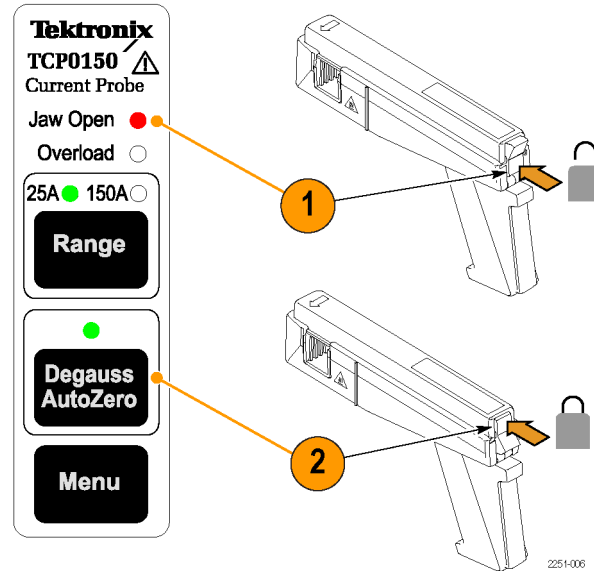 Tektronix
TCP0150
Current Probe
Jaw Open
Overload
25A 150A
Range
Degauss
AutoZero
Menu
1
2
2251-006